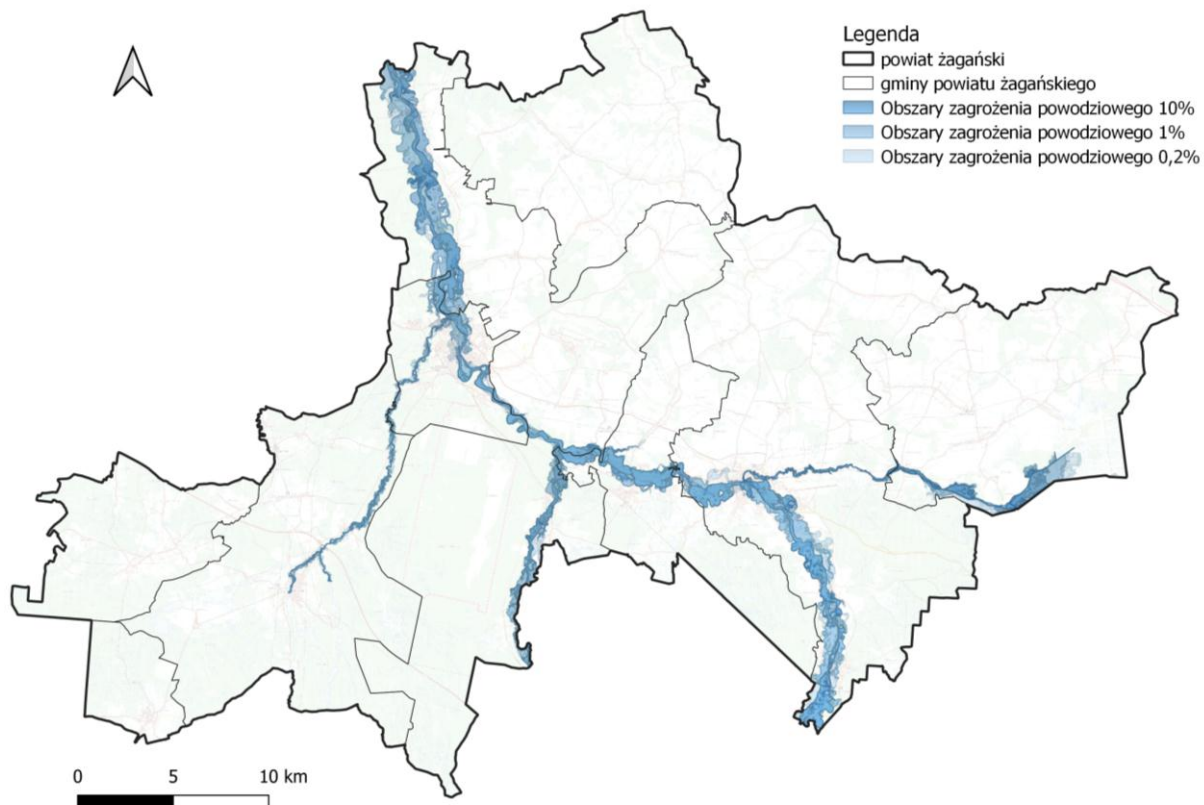 Legenda
powiat żagański
gminy powiatu żagańskiego
Obszary zagrożenia powodziowego 10%
Obszary zagrożenia powodziowego 1%
Obszary zagrożenia powodziowego 0,2%
0 5 10 km